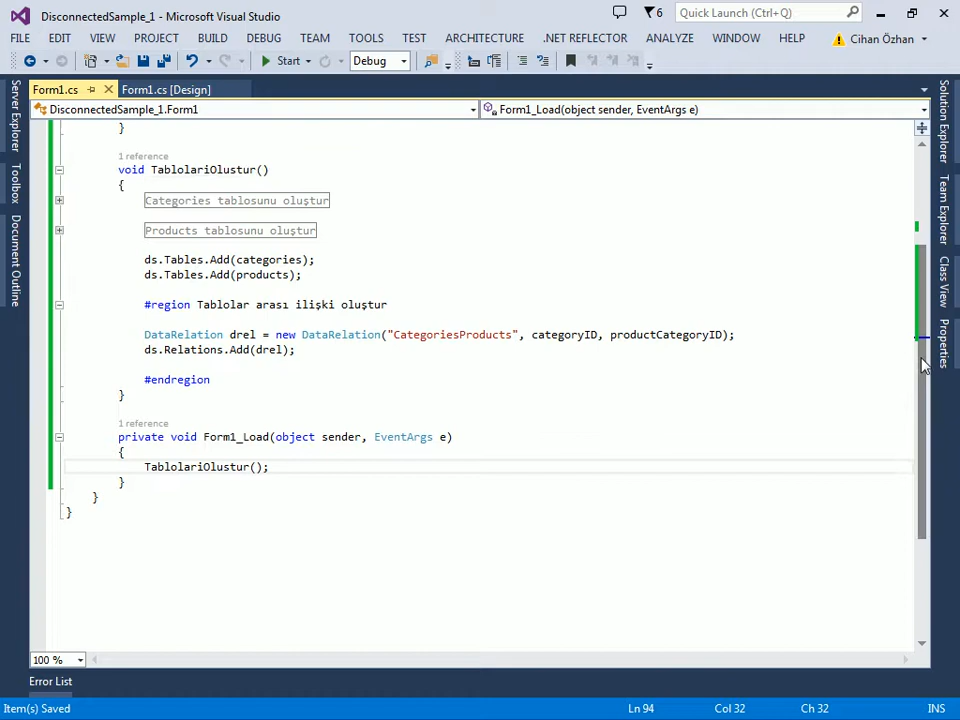 DisconnectedSample_1 - Microsoft Visual Studio
6
Quick Launch (Ctrl+Q)
FILE EDIT VIEW PROJECT BUILD DEBUG TEAM TOOLS TEST ARCHITECTURE .NET REFLECTOR ANALYZE WINDOW HELP Cihan Özhan
Start Debug
Form1.cs Form1.cs [Design]
DisconnectedSample_1.Form1 Form1_Load(object sender, EventArgs e)
Server Explorer
Toolbox
Document Outline
}
1 reference
void TablolariOlustur()
{
Categories tablosunu oluştur
Products tablosunu oluştur
ds.Tables.Add(categories);
ds.Tables.Add(products);
#region Tablolar arası ilişki oluştur
DataRelation drel = new DataRelation("CategoriesProducts", categoryID, productCategoryID);
ds.Relations.Add(drel);
#endregion
}
1 reference
private void Form1_Load(object sender, EventArgs e)
{
TablolariOlustur();
}
}
}
Solution Explorer
Team Explorer
Class View
Properties
100 %
Error List
Item(s) Saved Ln 94 Col 32 Ch 32 INS